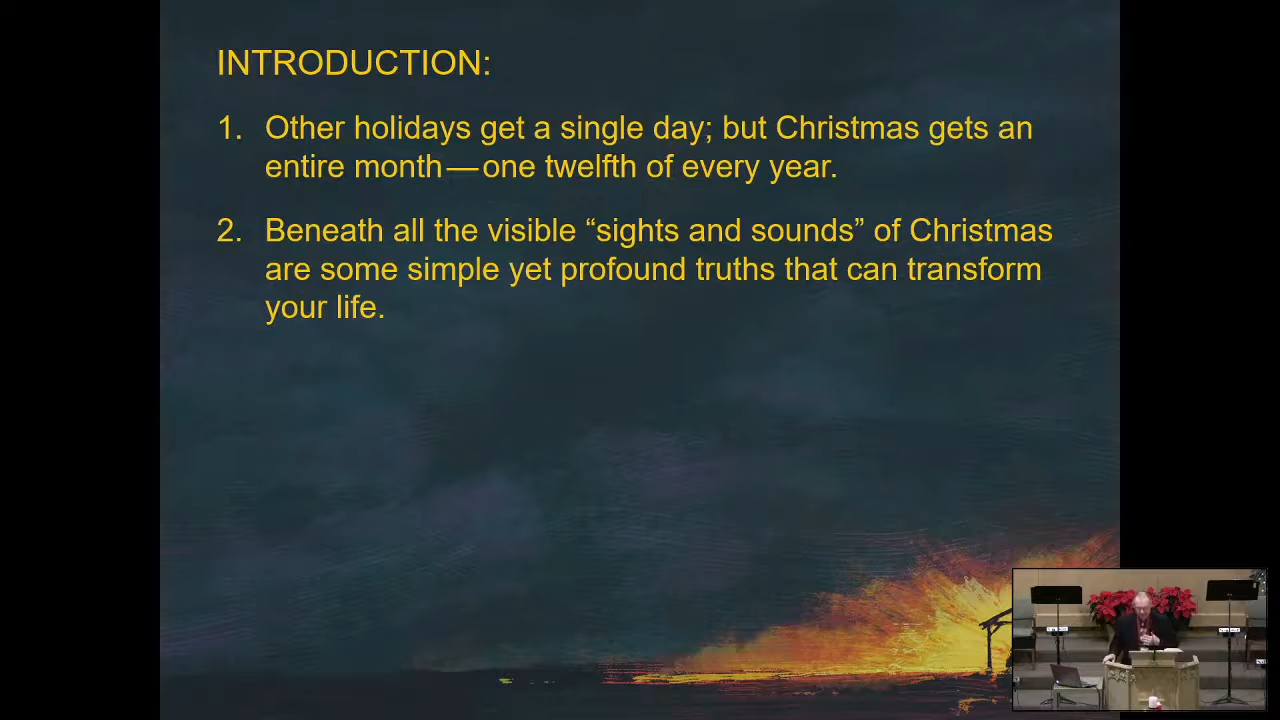 INTRODUCTION:
1. Other holidays get a single day; but Christmas gets an
entire month—one twelfth of every year.
2. Beneath all the visible “sights and sounds” of Christmas
are some simple yet profound truths that can transform
your life.